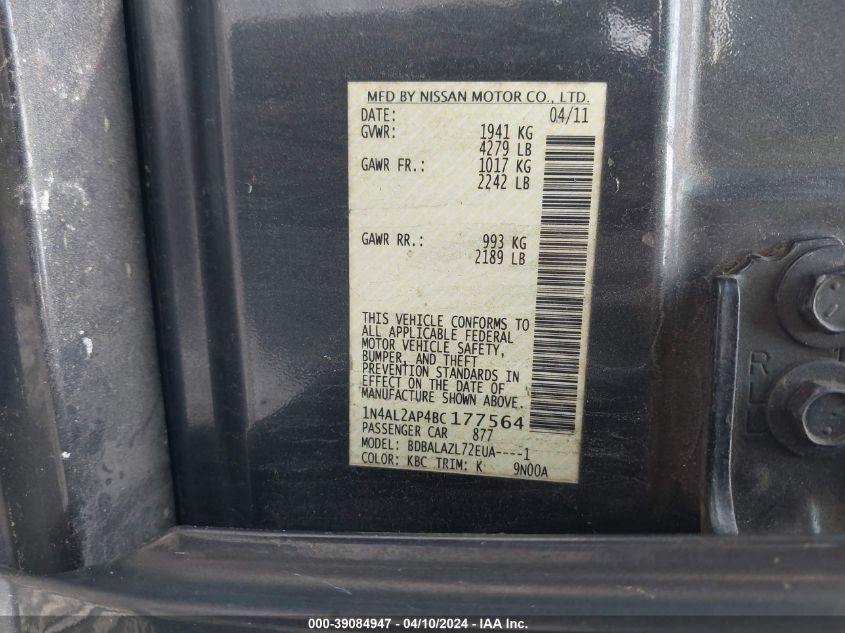 MFD BY NISSAN MOTOR CO., LTD.
DATE: 04/11
GVWR: 1941 KG
4279 LB
GAWR FR.: 1017 KG
2242 LB
GAWR RR.: 993 KG
2189 LB
THIS VEHICLE CONFORMS TO
ALL APPLICABLE FEDERAL
MOTOR VEHICLE SAFETY,
BUMPER, AND THEFT
PREVENTION STANDARDS IN
EFFECT ON THE DATE OF
MANUFACTURE SHOWN ABOVE.
1N4AL2AP4BC177564
PASSENGER CAR 877
MODEL: BDBALAZL72EUA----1
COLOR: KBC TRIM: K 9N00A
000-39084947 - 04/10/2024 - IAA Inc.